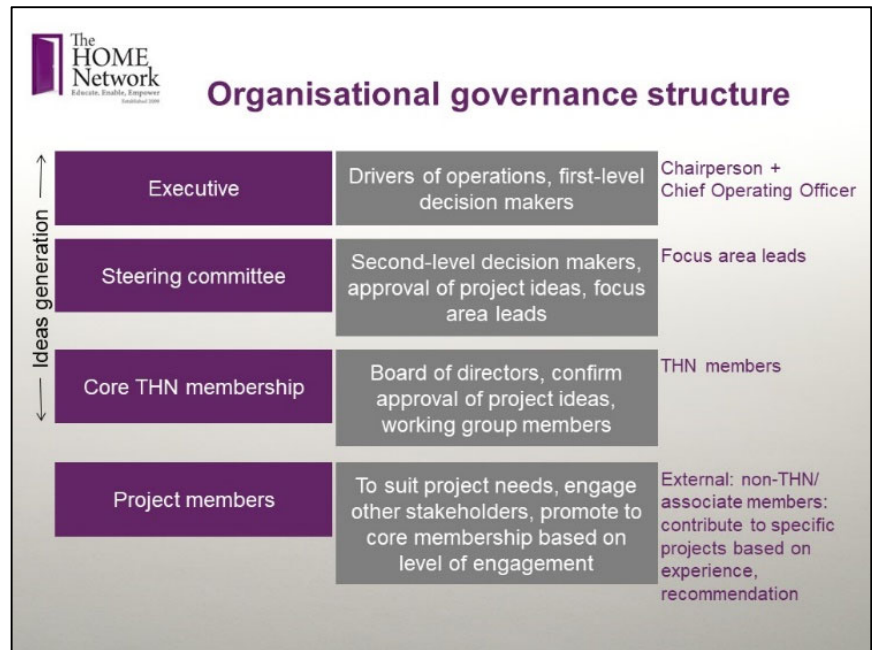 The
HOME
Network
Educate, Enable, Empower
Established 2009
Organisational governance structure
Ideas generation
Executive
Drivers of operations, first-level
decision makers
Chairperson +
Chief Operating Officer
Steering committee
Second-level decision makers,
approval of project ideas, focus
area leads
Focus area leads
Core THN membership
Board of directors, confirm
approval of project ideas,
working group members
THN members
Project members
To suit project needs, engage
other stakeholders, promote to
core membership based on
level of engagement
External: non-THN/
associate members:
contribute to specific
projects based on
experience,
recommendation